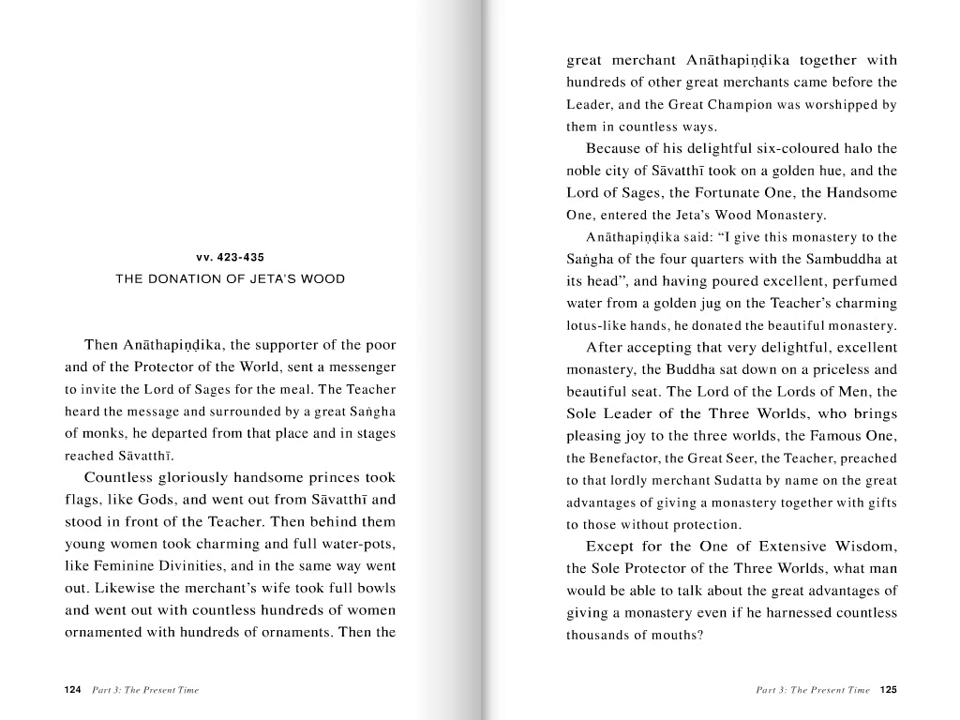 vv. 423-435
THE DONATION OF JETA'S WOOD
Then Anāthapiṇḍika, the supporter of the poor
and of the Protector of the World, sent a messenger
to invite the Lord of Sages for the meal. The Teacher
heard the message and surrounded by a great Saṅgha
of monks, he departed from that place and in stages
reached Sāvatthī.
Countless gloriously handsome princes took
flags, like Gods, and went out from Sāvatthī and
stood in front of the Teacher. Then behind them
young women took charming and full water-pots,
like Feminine Divinities, and in the same way went
out. Likewise the merchant's wife took full bowls
and went out with countless hundreds of women
ornamented with hundreds of ornaments. Then the
124 Part 3: The Present Time
great merchant Anāthapiṇḍika together with
hundreds of other great merchants came before the
Leader, and the Great Champion was worshipped by
them in countless ways.
Because of his delightful six-coloured halo the
noble city of Sāvatthī took on a golden hue, and the
Lord of Sages, the Fortunate One, the Handsome
One, entered the Jeta's Wood Monastery.
Anāthapiṇḍika said: “I give this monastery to the
Saṅgha of the four quarters with the Sambuddha at
its head”, and having poured excellent, perfumed
water from a golden jug on the Teacher's charming
lotus-like hands, he donated the beautiful monastery.
After accepting that very delightful, excellent
monastery, the Buddha sat down on a priceless and
beautiful seat. The Lord of the Lords of Men, the
Sole Leader of the Three Worlds, who brings
pleasing joy to the three worlds, the Famous One,
the Benefactor, the Great Seer, the Teacher, preached
to that lordly merchant Sudatta by name on the great
advantages of giving a monastery together with gifts
to those without protection.
Except for the One of Extensive Wisdom,
the Sole Protector of the Three Worlds, what man
would be able to talk about the great advantages of
giving a monastery even if he harnessed countless
thousands of mouths?
Part 3: The Present Time 125